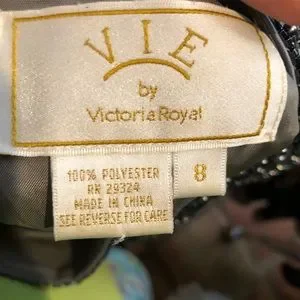 VIE
by
Victoria Royal
100% POLYESTER
RN 29324
MADE IN CHINA
SEE REVERSE FOR CARE
8